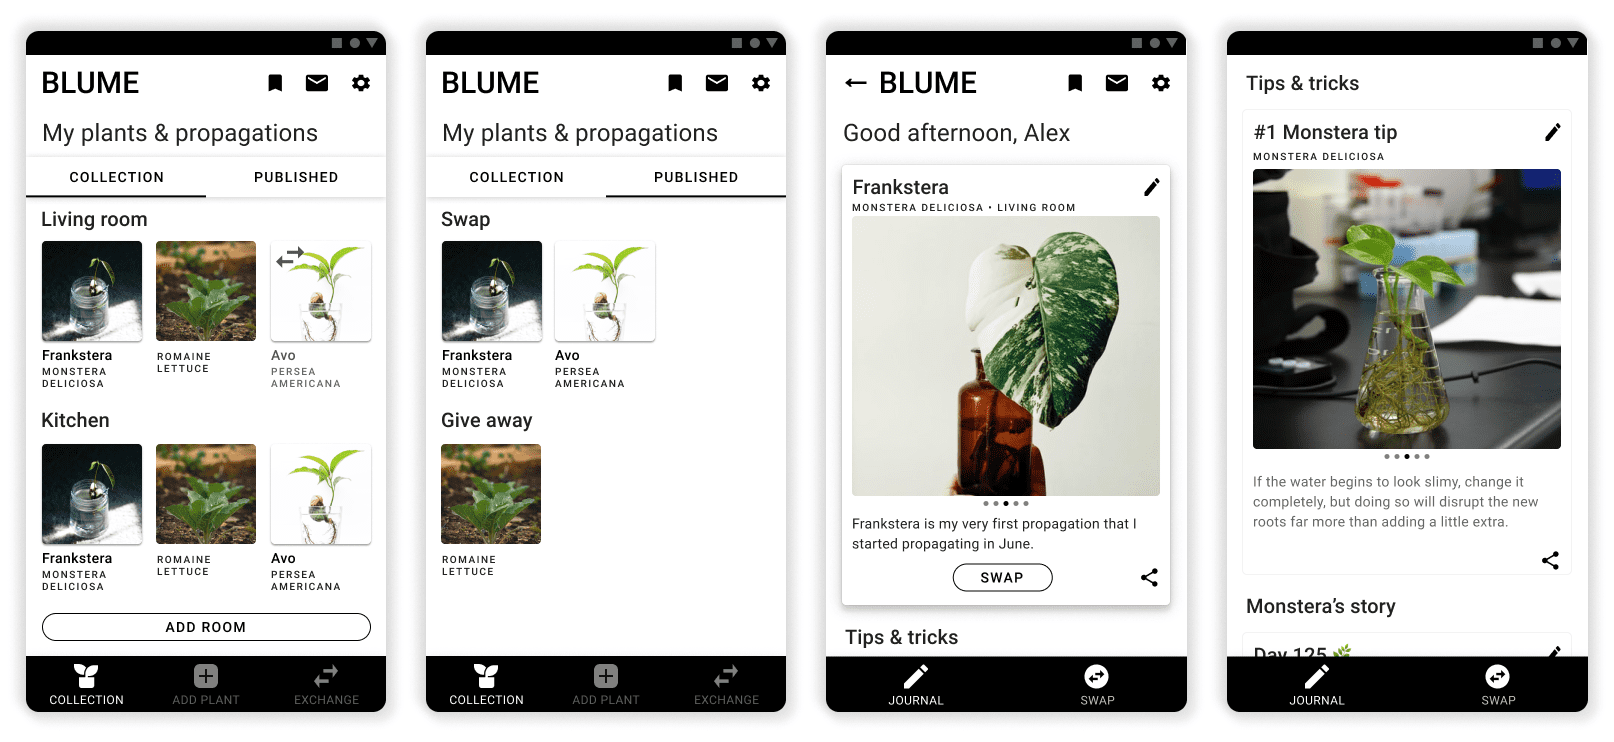 BLUME
My plants & propagations
COLLECTION
PUBLISHED
Living room
Frankstera
MONSTERA
DELICIOSA
ROMAINE
LETTUCE
Avo
PERSEA
AMERICANA
Kitchen
Frankstera
MONSTERA
DELICIOSA
ROMAINE
LETTUCE
Avo
PERSEA
AMERICANA
ADD ROOM
COLLECTION
ADD PLANT
EXCHANGE
BLUME
My plants & propagations
COLLECTION
PUBLISHED
Swap
Frankstera
MONSTERA
DELICIOSA
Avo
PERSEA
AMERICANA
Give away
ROMAINE
LETTUCE
COLLECTION
ADD PLANT
EXCHANGE
BLUME
Good afternoon, Alex
Frankstera
MONSTERA DELICIOSA • LIVING ROOM
Frankstera is my very first propagation that I
started propagating in June.
SWAP
Tips & tricks
JOURNAL
SWAP
Tips & tricks
#1 Monstera tip
MONSTERA DELICIOSA
If the water begins to look slimy, change it
completely, but doing so will disrupt the new
roots far more than adding a little extra.
Monstera’s story
Day 125 🌿
JOURNAL
SWAP